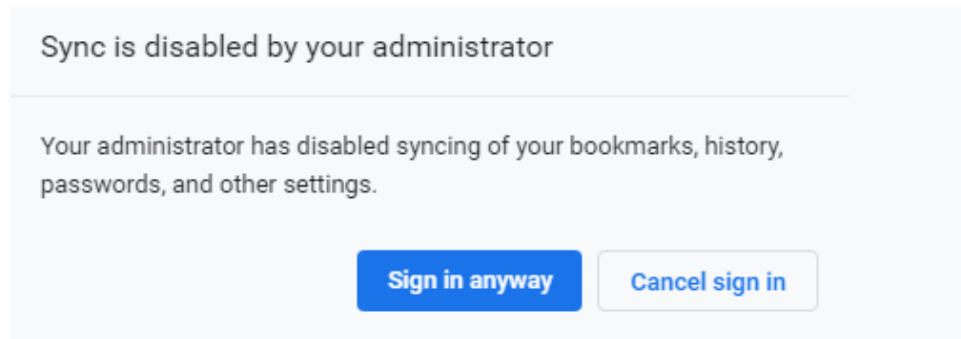 Sync is disabled by your administrator
Your administrator has disabled syncing of your bookmarks, history,
passwords, and other settings.
Sign in anyway
Cancel sign in